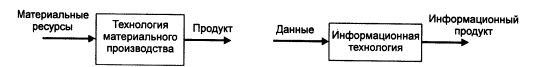 Материальные
ресурсы
Технология
материального
производства
Продукт
Данные
Информационная
технология
Информационный
продукт